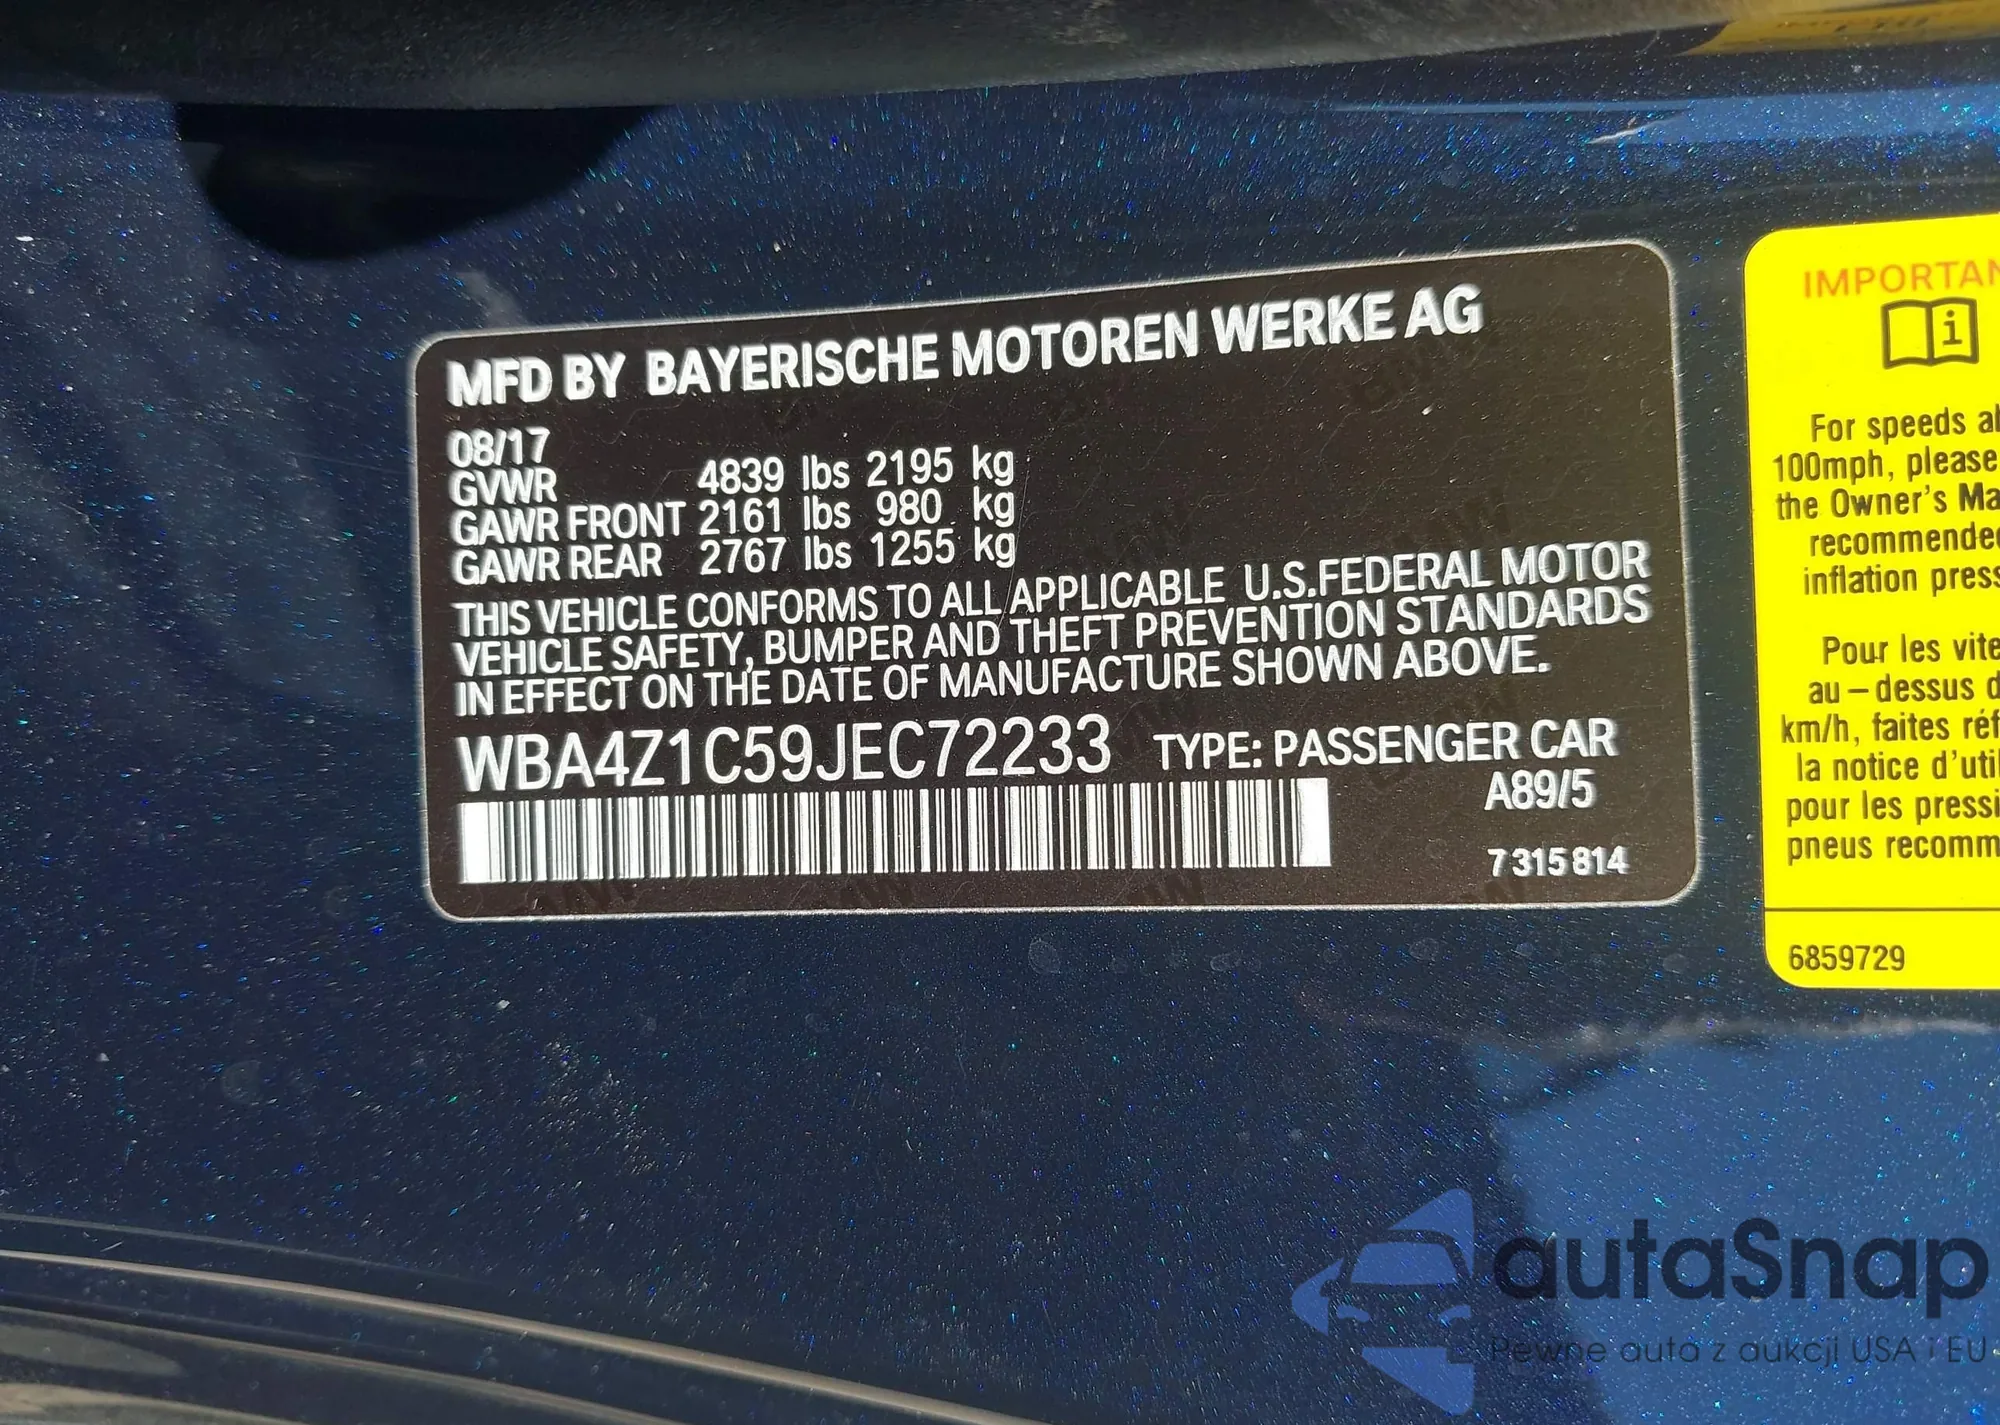 MFD BY BAYERISCHE MOTOREN WERKE AG
08/17
GVWR 4839 lbs 2195 kg
GAWR FRONT 2161 lbs 980 kg
GAWR REAR 2767 lbs 1255 kg
THIS VEHICLE CONFORMS TO ALL APPLICABLE U.S.FEDERAL MOTOR
VEHICLE SAFETY, BUMPER AND THEFT PREVENTION STANDARDS
IN EFFECT ON THE DATE OF MANUFACTURE SHOWN ABOVE.
WBA4Z1C59JEC72233 TYPE: PASSENGER CAR
A89/5
7 315 814
IMPORTAN
For speeds ab
100mph, please
the Owner's Ma
recommended
inflation press
Pour les vite
au – dessus d
km/h, faites réf
la notice d'util
pour les pressi
pneus recomm
6859729
autaSnap
Pewne auta z aukcji USA i EU